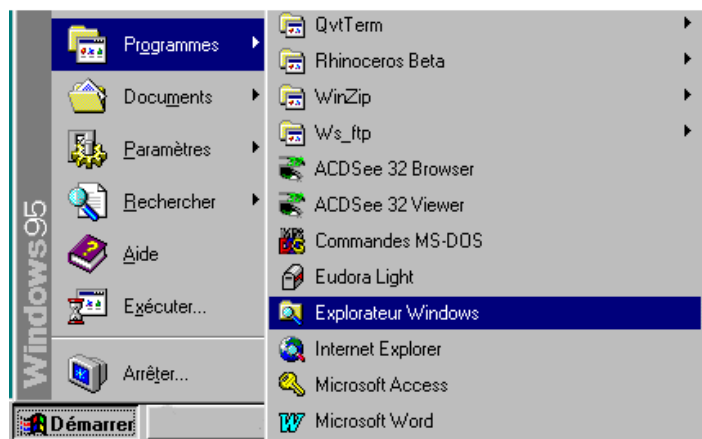 Programmes
Documents
Paramètres
Rechercher
Aide
Exécuter...
Arrêter...
Windows95
Démarrer
QvtTerm
Rhinoceros Beta
WinZip
Ws_ftp
ACDSee 32 Browser
ACDSee 32 Viewer
Commandes MS-DOS
Eudora Light
Explorateur Windows
Internet Explorer
Microsoft Access
Microsoft Word